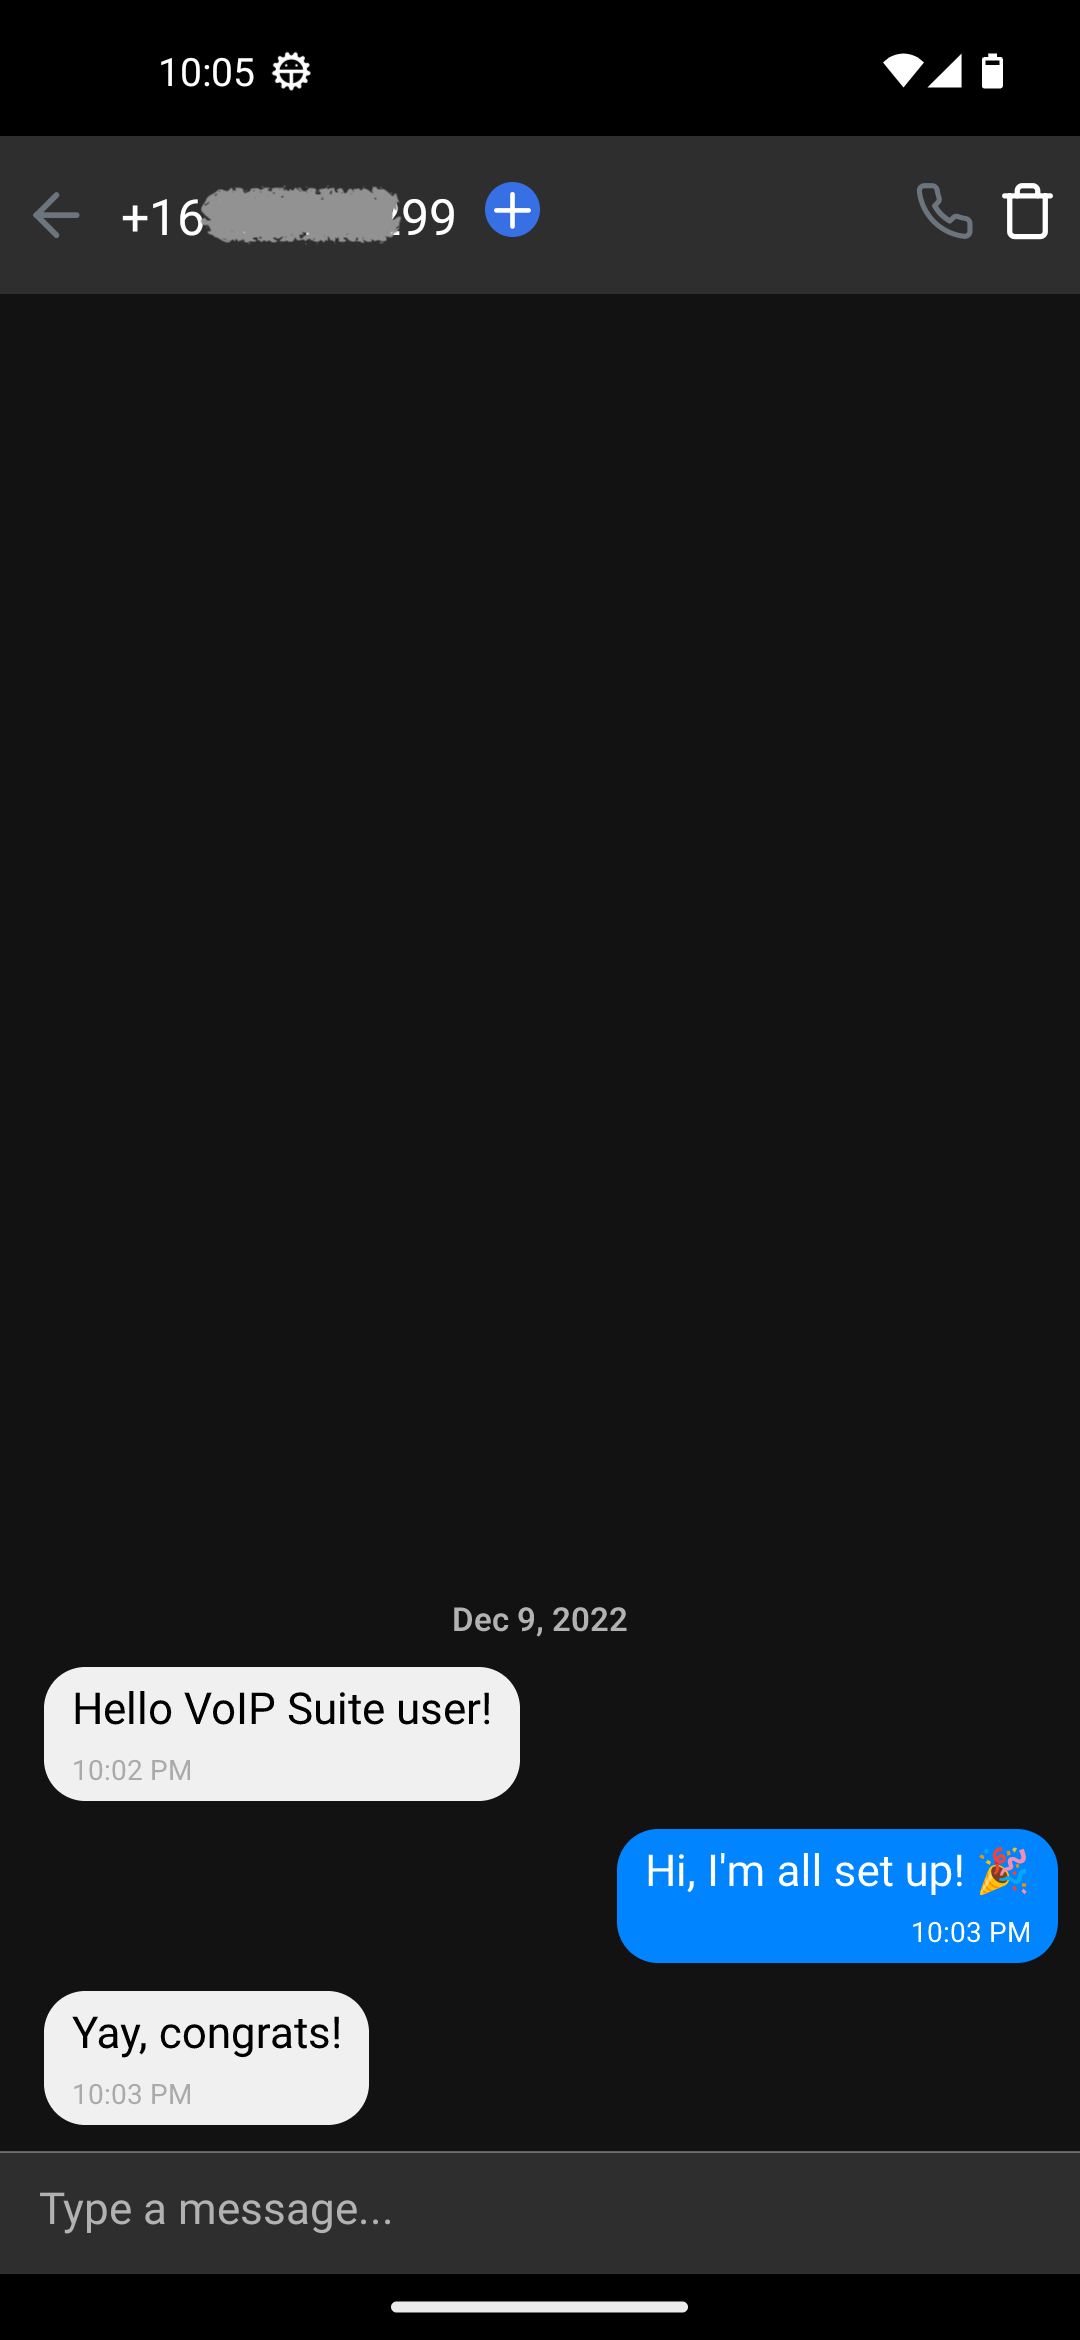 10:05
+16 299
Dec 9, 2022
Hello VoIP Suite user!
10:02 PM
Hi, I'm all set up! 🎉
10:03 PM
Yay, congrats!
10:03 PM
Type a message...